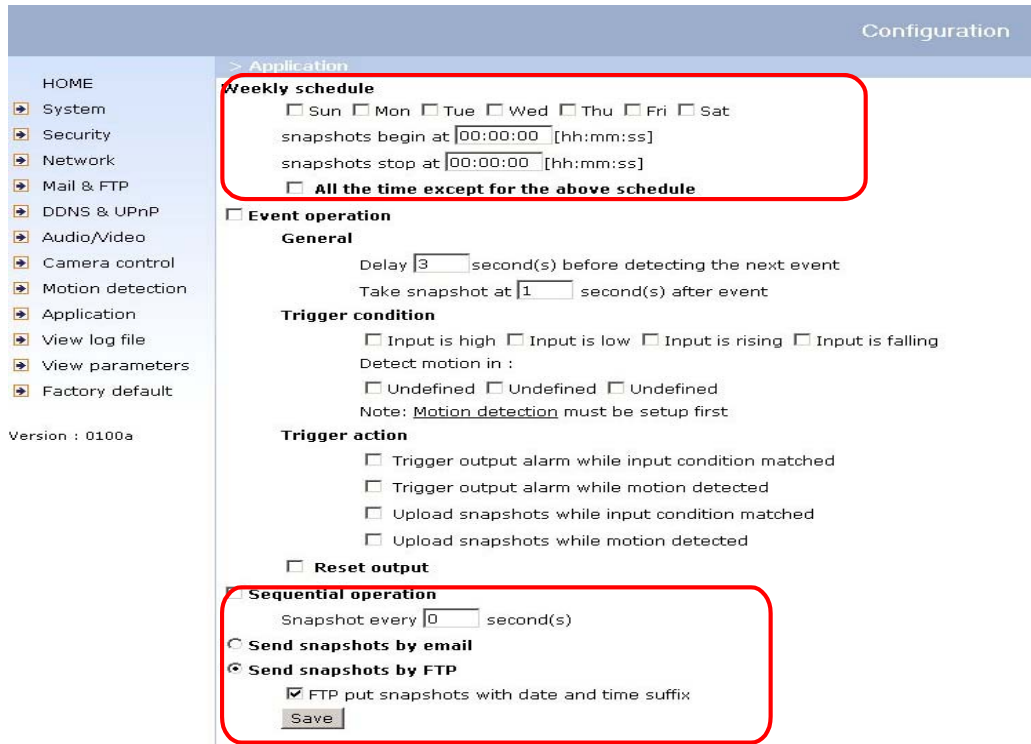 Configuration
> Application
HOME
System
Security
Network
Mail & FTP
DDNS & UPnP
Audio/Video
Camera control
Motion detection
Application
View log file
View parameters
Factory default
Version : 0100a
Weekly schedule
Sun Mon Tue Wed Thu Fri Sat
snapshots begin at 00:00:00 [hh:mm:ss]
snapshots stop at 00:00:00 [hh:mm:ss]
All the time except for the above schedule
Event operation
General
Delay 3 second(s) before detecting the next event
Take snapshot at 1 second(s) after event
Trigger condition
Input is high Input is low Input is rising Input is falling
Detect motion in :
Undefined Undefined Undefined
Note: Motion detection must be setup first
Trigger action
Trigger output alarm while input condition matched
Trigger output alarm while motion detected
Upload snapshots while input condition matched
Upload snapshots while motion detected
Reset output
Sequential operation
Snapshot every 0 second(s)
Send snapshots by email
Send snapshots by FTP
FTP put snapshots with date and time suffix
Save